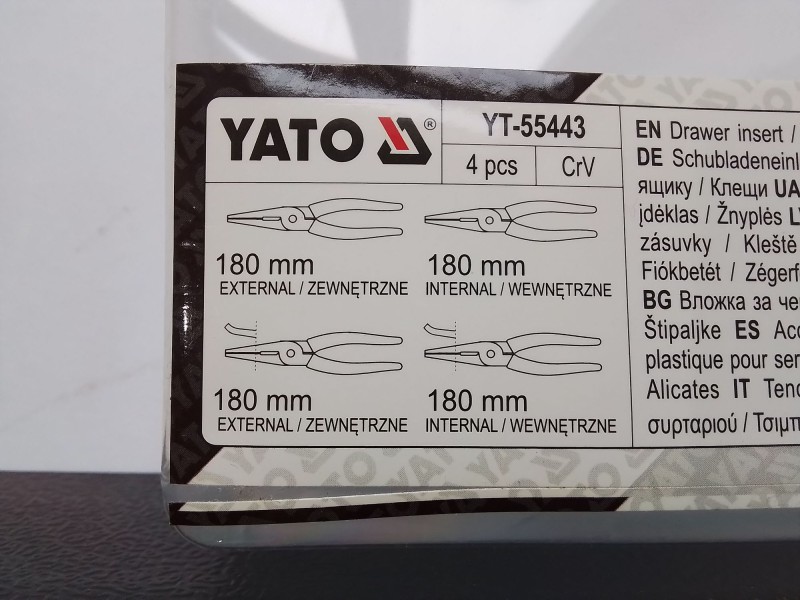 YATO ®
YT-55443
4 pcs CrV
180 mm
EXTERNAL / ZEWNĘTRZNE
180 mm
INTERNAL / WEWNĘTRZNE
180 mm
EXTERNAL / ZEWNĘTRZNE
180 mm
INTERNAL / WEWNĘTRZNE
EN Drawer insert /
DE Schubladeneinl
ящику / Клещи UA
įdėklas / Žnyplės
zásuvky / Kleště
Fiókbetét / Zégerf
BG Вложка за че
Štipaljke ES Acc
plastique pour ser
Alicates IT Tenc
συρταριού / Τσιμπ
YATO